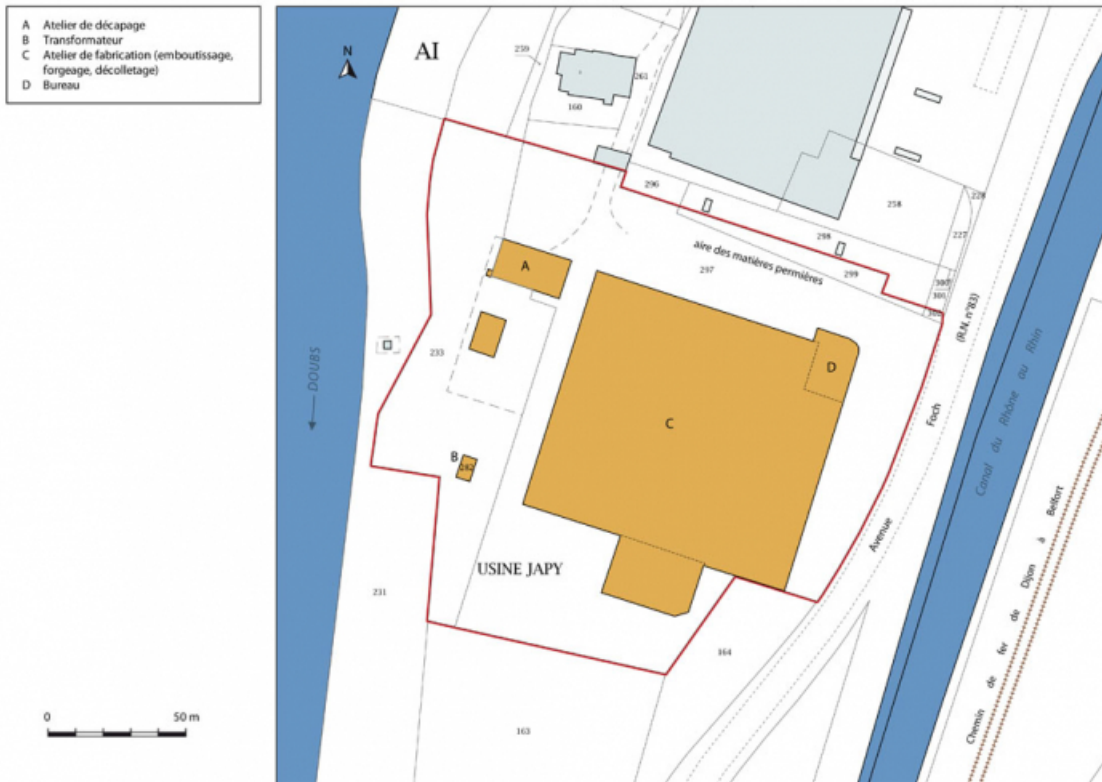 A Atelier de décapage
B Transformateur
C Atelier de fabrication (emboutissage,
forgeage, décolletage)
D Bureau
N
AI
259
261
160
296
258
228
227
298
aire des matières permières
299
297
300
301
(R.N. n°83)
A
D
233
DOUBS
C
Foch
Canal du Rhône au Rhin
B
262
Avenue
USINE JAPY
231
164
163
Chemin de fer de Dijon à Belfort
0 50 m